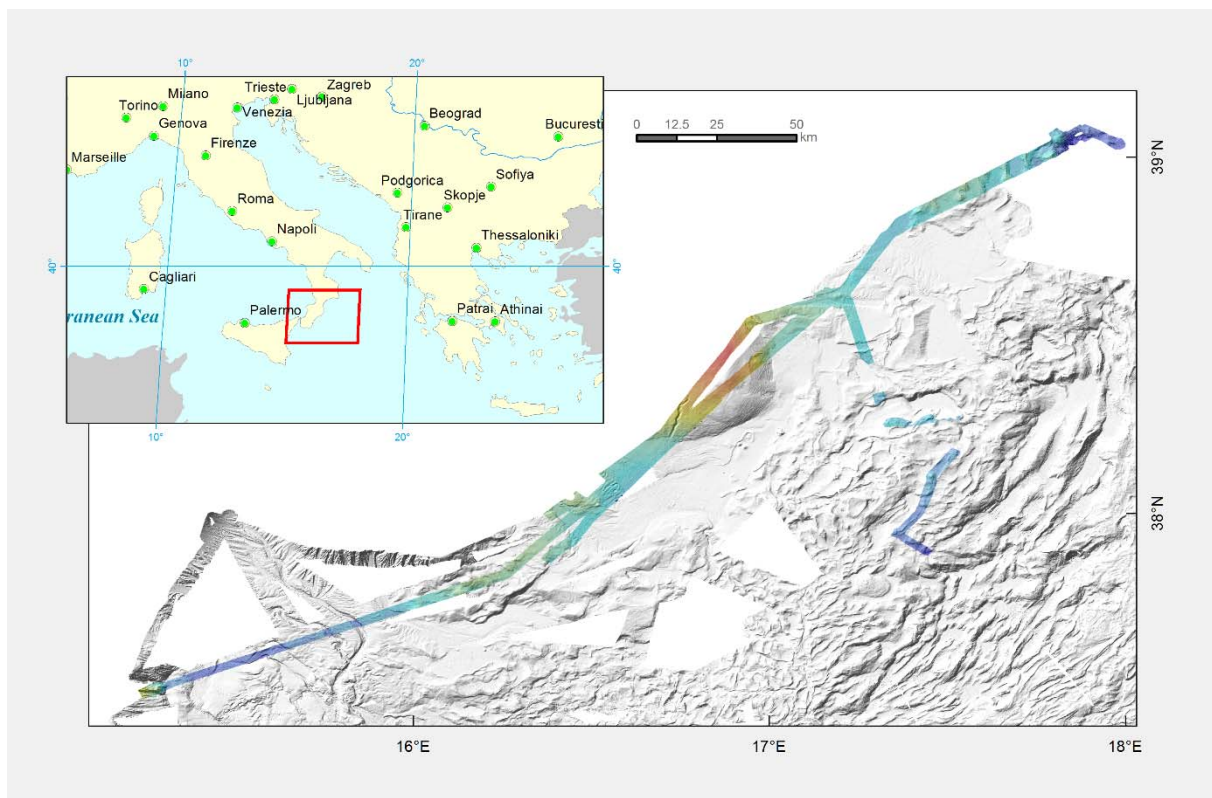 10°
20°
Trieste
Zagreb
Milano
Ljubljana
Torino
Venezia
Beograd
Genova
Bucuresti
Firenze
Marseille
Sofiya
Podgorica
Skopje
Roma
Tirane
Napoli
Thessaloniki
40°
40°
Cagliari
Palermo
Patrai
Athinai
ranean Sea
10°
20°
0 12.5 25 50
km
39°N
38°N
16°E
17°E
18°E